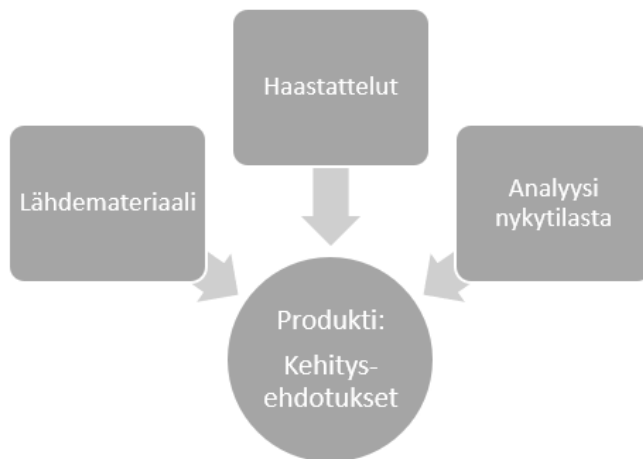 Haastattelut
Lähdemateriaali
Analyysi
nykytilasta
Produkti:
Kehitys-
ehdotukset